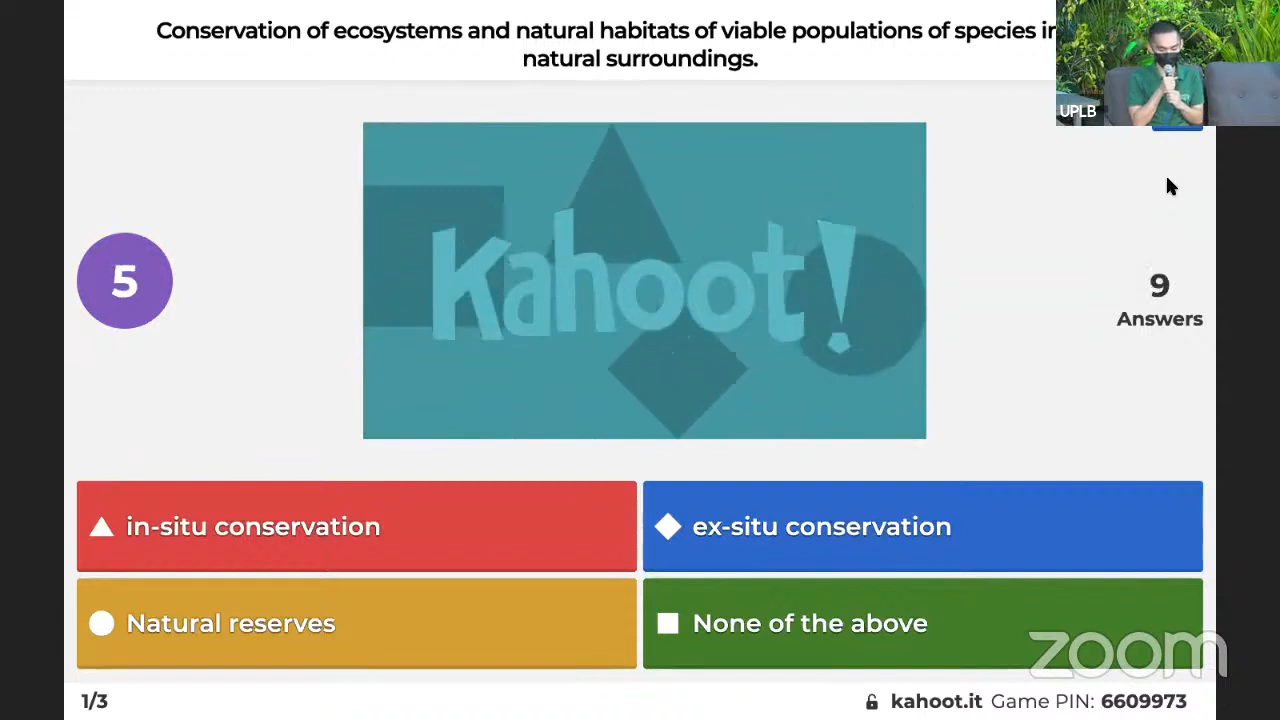 Conservation of ecosystems and natural habitats of viable populations of species in
natural surroundings.
UPLB
Kahoot!
5
9
Answers
in-situ conservation
ex-situ conservation
Natural reserves
None of the above
zoom
1/3
kahoot.it Game PIN: 6609973